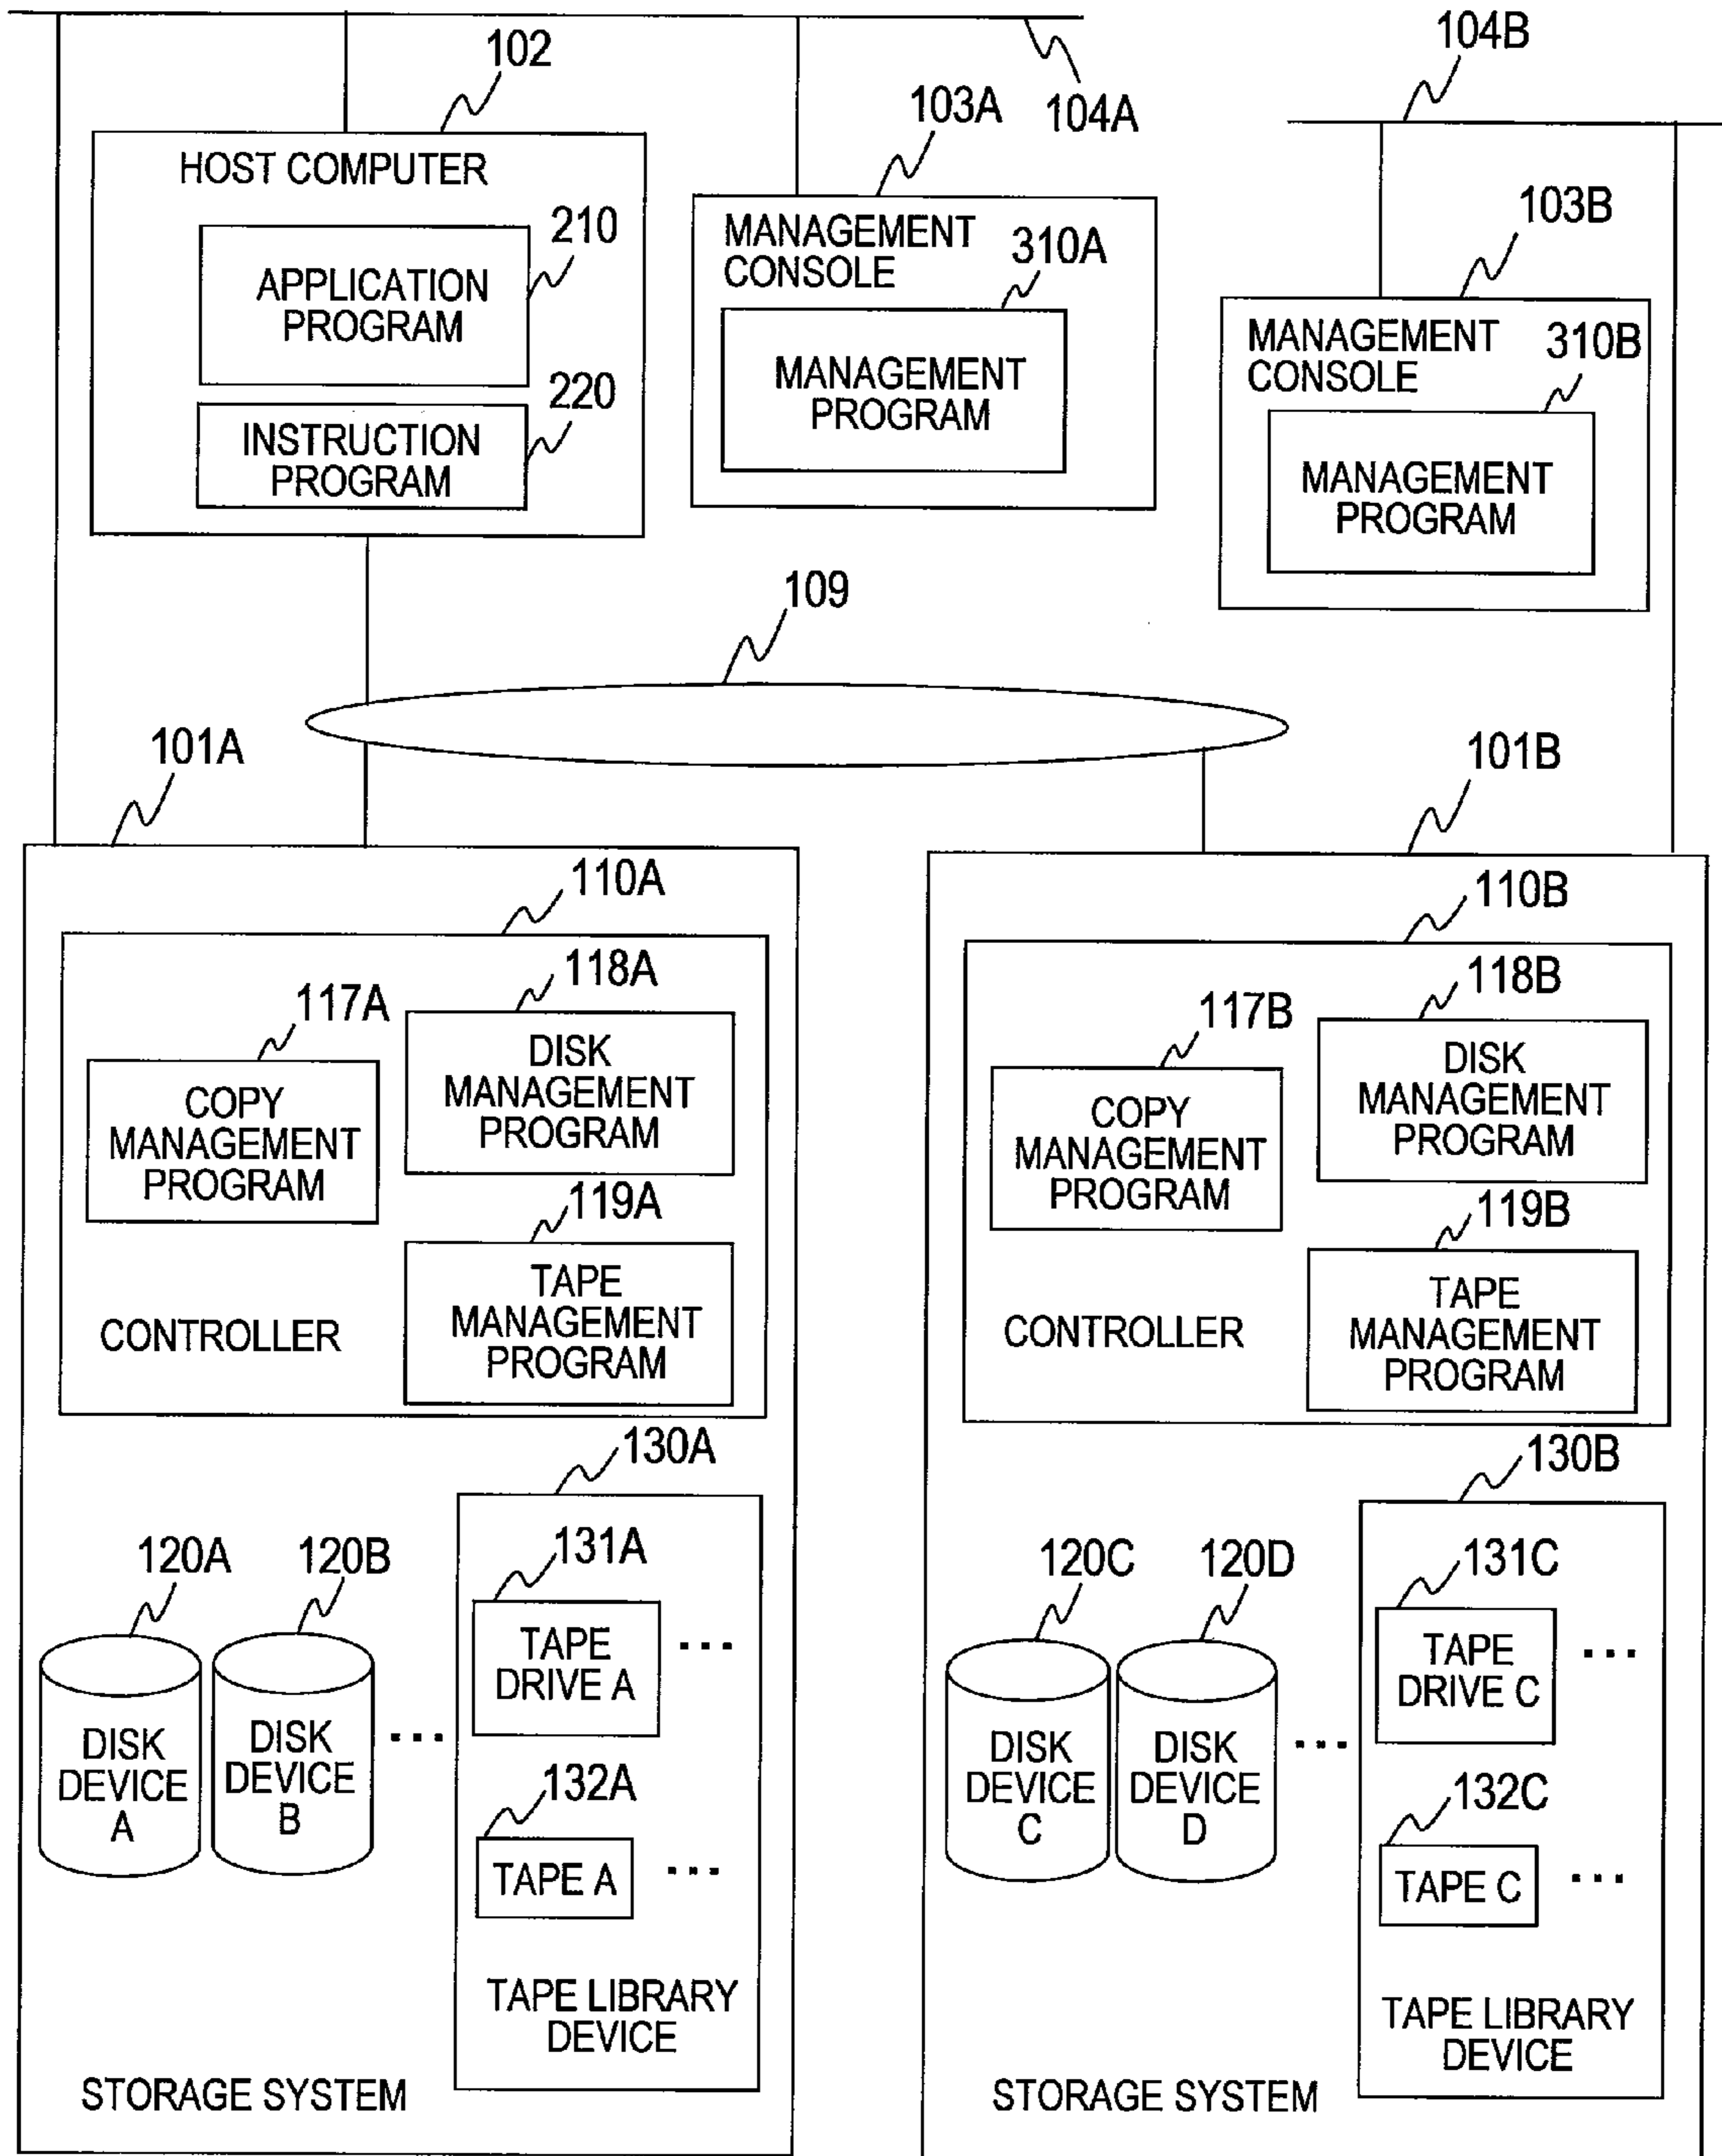 102
104A
104B
103A
HOST COMPUTER
210
APPLICATION
PROGRAM
220
INSTRUCTION
PROGRAM
MANAGEMENT
CONSOLE
310A
MANAGEMENT
PROGRAM
103B
MANAGEMENT
CONSOLE
310B
MANAGEMENT
PROGRAM
109
101A
101B
110A
117A
COPY
MANAGEMENT
PROGRAM
118A
DISK
MANAGEMENT
PROGRAM
119A
TAPE
MANAGEMENT
PROGRAM
CONTROLLER
130A
120A
DISK
DEVICE
A
120B
DISK
DEVICE
B
...
131A
TAPE
DRIVE A
...
132A
TAPE A
...
TAPE LIBRARY
DEVICE
STORAGE SYSTEM
110B
117B
COPY
MANAGEMENT
PROGRAM
118B
DISK
MANAGEMENT
PROGRAM
119B
TAPE
MANAGEMENT
PROGRAM
CONTROLLER
130B
120C
DISK
DEVICE
C
120D
DISK
DEVICE
D
...
131C
TAPE
DRIVE C
...
132C
TAPE C
...
TAPE LIBRARY
DEVICE
STORAGE SYSTEM